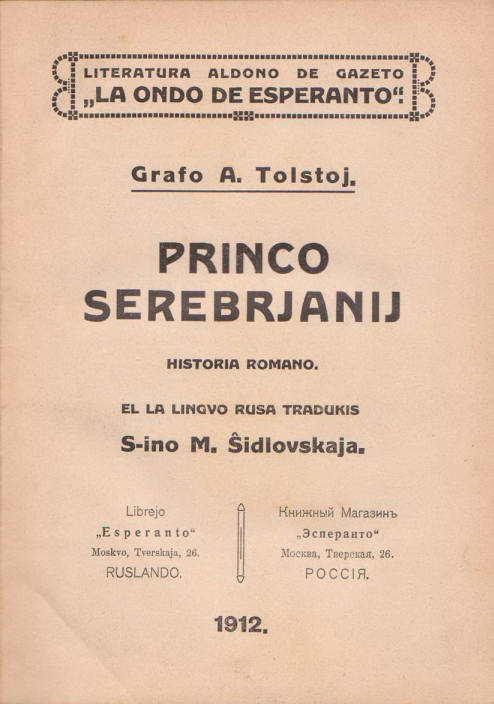 LITERATURA ALDONO DE GAZETO
„LA ONDO DE ESPERANTO“.
Grafo A. Tolstoj.
PRINCO
SEREBRJANIJ
HISTORIA ROMANO.
EL LA LINGVO RUSA TRADUKIS
S-ino M. Ŝidlovskaja.
Librejo
„Esperanto“
Moskvo, Tverskaja, 26.
RUSLANDO.
Книжный Магазинъ
„Эсперанто“
Москва, Тверская, 26.
РОССІЯ.
1912.